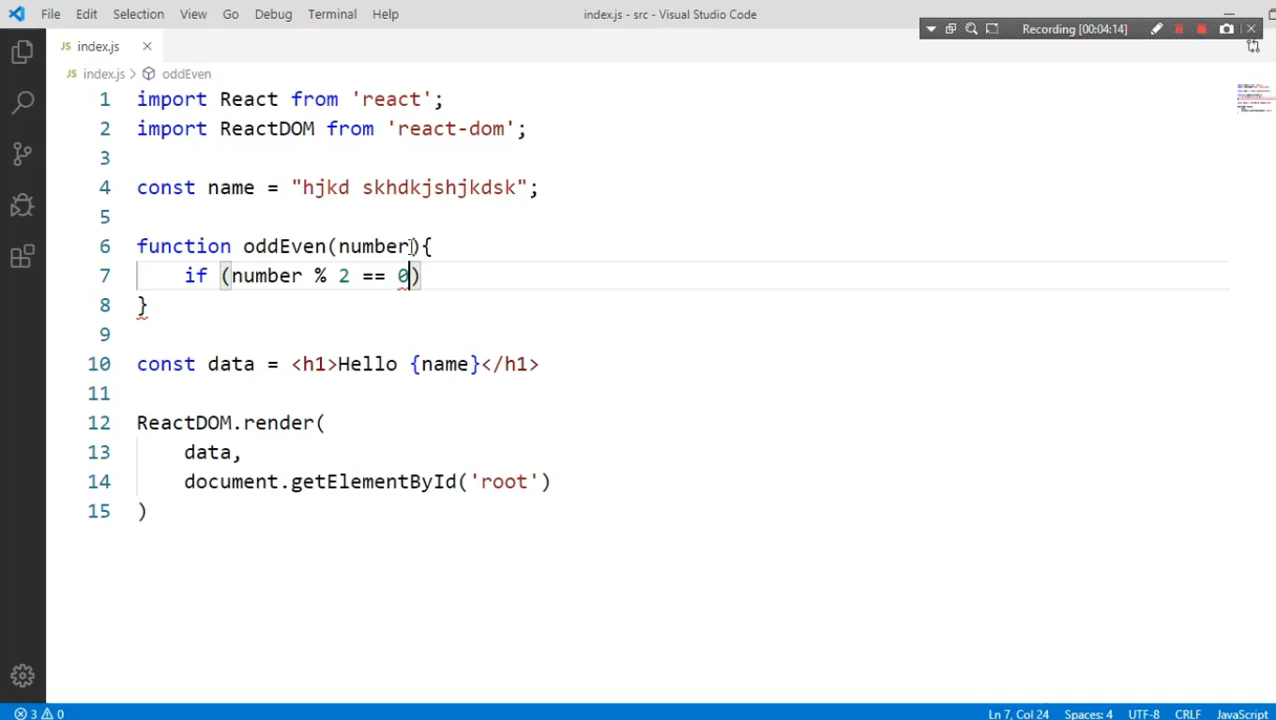 File Edit Selection View Go Debug Terminal Help index.js - src - Visual Studio Code
Recording [00:04:14]
JS index.js
JS index.js > oddEven
1 import React from 'react';
2 import ReactDOM from 'react-dom';
3
4 const name = "hjkd skhdkjshjkdsk";
5
6 function oddEven(number){
7 if (number % 2 == 0)
8 }
9
10 const data = <h1>Hello {name}</h1>
11
12 ReactDOM.render(
13 data,
14 document.getElementById('root')
15 )
3 0 Ln 7, Col 24 Spaces: 4 UTF-8 CRLF JavaScript